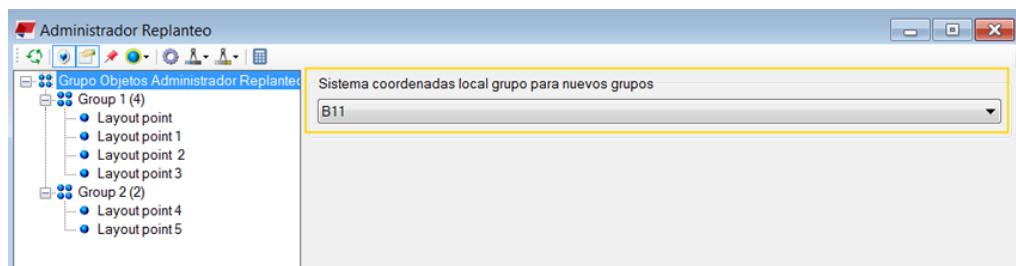 Administrador Replanteo
Grupo Objetos Administrador Replanteo
Group 1 (4)
Layout point
Layout point 1
Layout point 2
Layout point 3
Group 2 (2)
Layout point 4
Layout point 5
Sistema coordenadas local grupo para nuevos grupos
B11